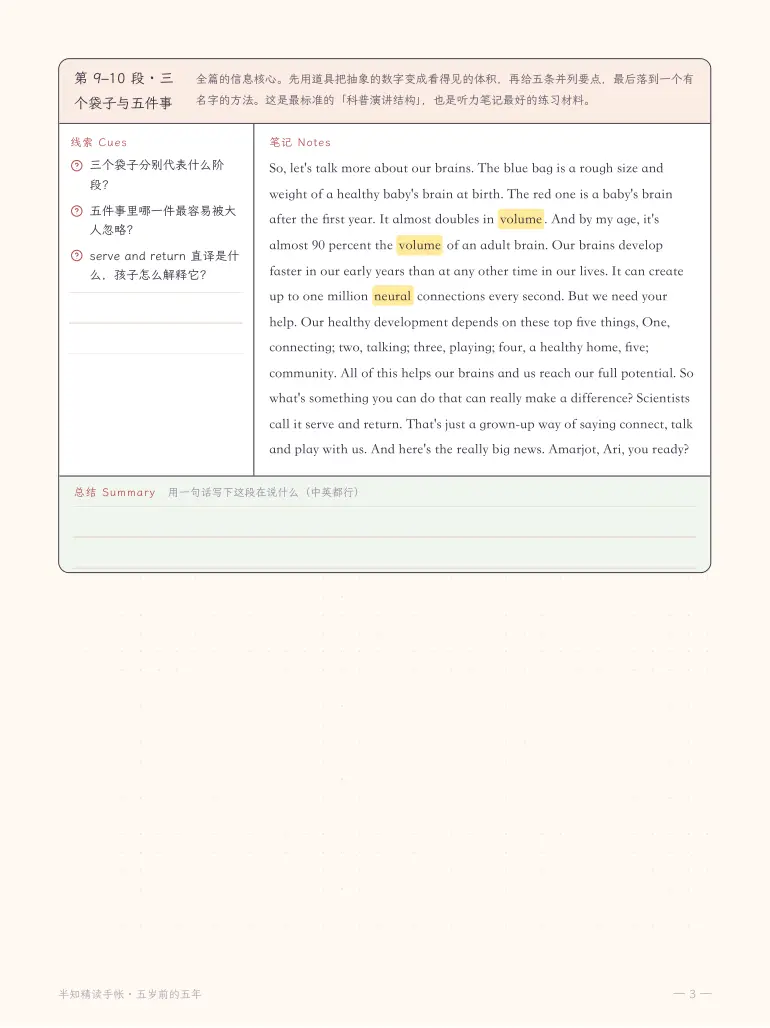 第 9–10 段・三
个袋子与五件事
全篇的信息核心。先用道具把抽象的数字变成看得见的体积，再给五条并列要点，最后落到一个有
名字的方法。这是最标准的「科普演讲结构」，也是听力笔记最好的练习材料。
线索 Cues
三个袋子分别代表什么阶
段？
五件事里哪一件最容易被大
人忽略？
serve and return 直译是什
么，孩子怎么解释它？
笔记 Notes
So, let's talk more about our brains. The blue bag is a rough size and
weight of a healthy baby's brain at birth. The red one is a baby's brain
after the first year. It almost doubles in volume. And by my age, it's
almost 90 percent the volume of an adult brain. Our brains develop
faster in our early years than at any other time in our lives. It can create
up to one million neural connections every second. But we need your
help. Our healthy development depends on these top five things, One,
connecting; two, talking; three, playing; four, a healthy home, five;
community. All of this helps our brains and us reach our full potential. So
what's something you can do that can really make a difference? Scientists
call it serve and return. That's just a grown-up way of saying connect, talk
and play with us. And here's the really big news. Amarjot, Ari, you ready?
总结 Summary 用一句话写下这段在说什么（中英都行）
半知精读手帐・五岁前的五年
— 3 —